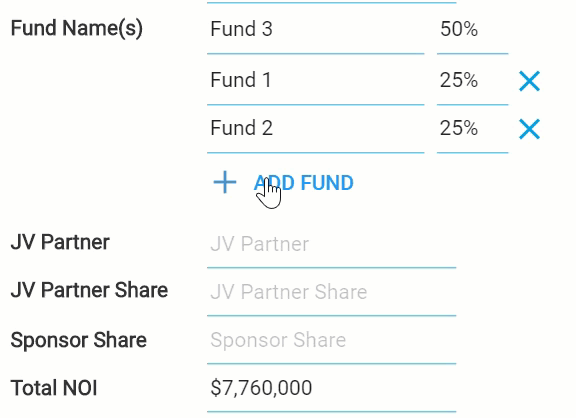 Fund Name(s) Fund 3 50%
Fund 1 25%
Fund 2 25%
ADD FUND
JV Partner JV Partner
JV Partner Share JV Partner Share
Sponsor Share Sponsor Share
Total NOI $7,760,000